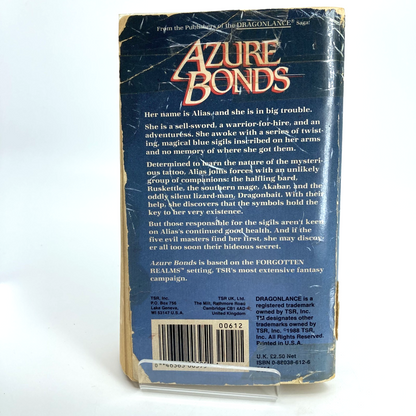 From the Publishers of the DRAGONLANCE® Saga
AZURE
BONDS
Her name is Alias, and she is in big trouble.
She is a sell-sword, a warrior-for-hire, and an
adventuress. She awoke with a series of twist-
ing, magical blue sigils inscribed on her arms
and no memory of where she got them.
Determined to learn the nature of the mysteri-
ous tattoo, Alias joins forces with an unlikely
group of companions: the halfling bard,
Ruskettle, the southern mage, Akabar, and the
oddly silent lizard-man, Dragonbait. With their
help, she discovers that the symbols hold the
key to her very existence.
But those responsible for the sigils aren't keen
on Alias's continued good health. And if the
five evil masters find her first, she may discov-
er all too soon their hideous secret.
Azure Bonds is based on the FORGOTTEN
REALMS™ setting, TSR's most extensive fantasy
campaign.
TSR, Inc.
P.O. Box 756
Lake Geneva,
WI 53147 U.S.A.
TSR UK, Ltd.
The Mill, Rathmore Road
Cambridge CB1 4AD
United Kingdom
DRAGONLANCE is a
registered trademark
owned by TSR, Inc.
TM designates other
trademarks owned by
TSR, Inc. ©1988 TSR, Inc.
All Rights Reserved.
Printed in U.S.A.
00612
U.K. £2.50 Net
ISBN 0-88038-612-6